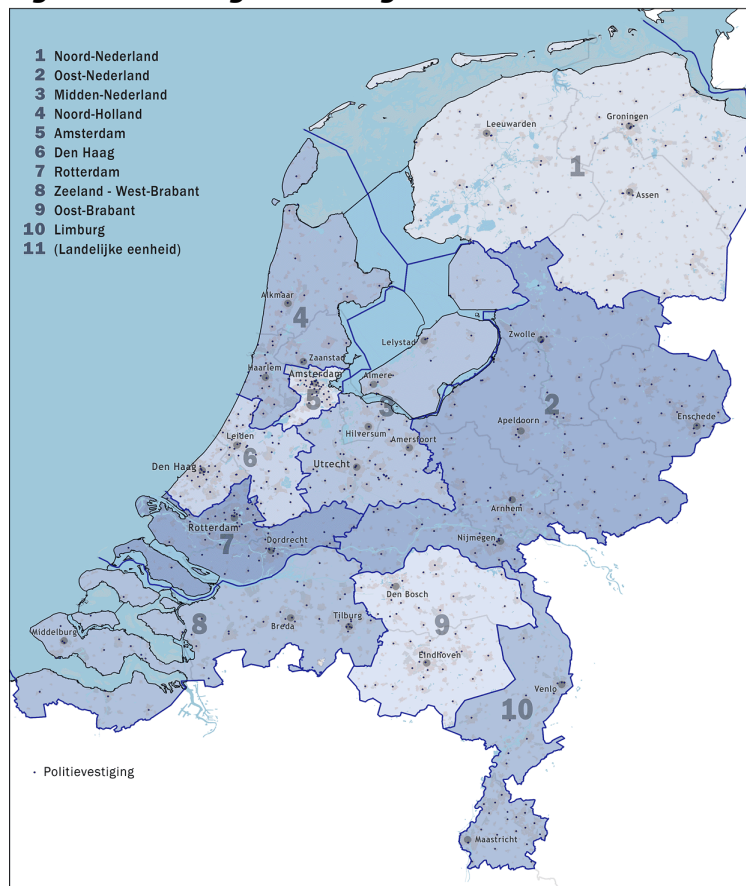 1 Noord-Nederland
2 Oost-Nederland
3 Midden-Nederland
4 Noord-Holland
5 Amsterdam
6 Den Haag
7 Rotterdam
8 Zeeland - West-Brabant
9 Oost-Brabant
10 Limburg
11 (Landelijke eenheid)
Leeuwarden
Groningen
1
Assen
Alkmaar
4
Zwolle
Lelystad
Zaanstad
Haarlem
Amsterdam
Almere
5
3
2
Enschede
Apeldoorn
Leiden
Hilversum
Amersfoort
6
Den Haag
Utrecht
Arnhem
Rotterdam
Dordrecht
Nijmegen
7
Den Bosch
8
Tilburg
Breda
9
Middelburg
Eindhoven
Venlo
10
Politievestiging
Maastricht